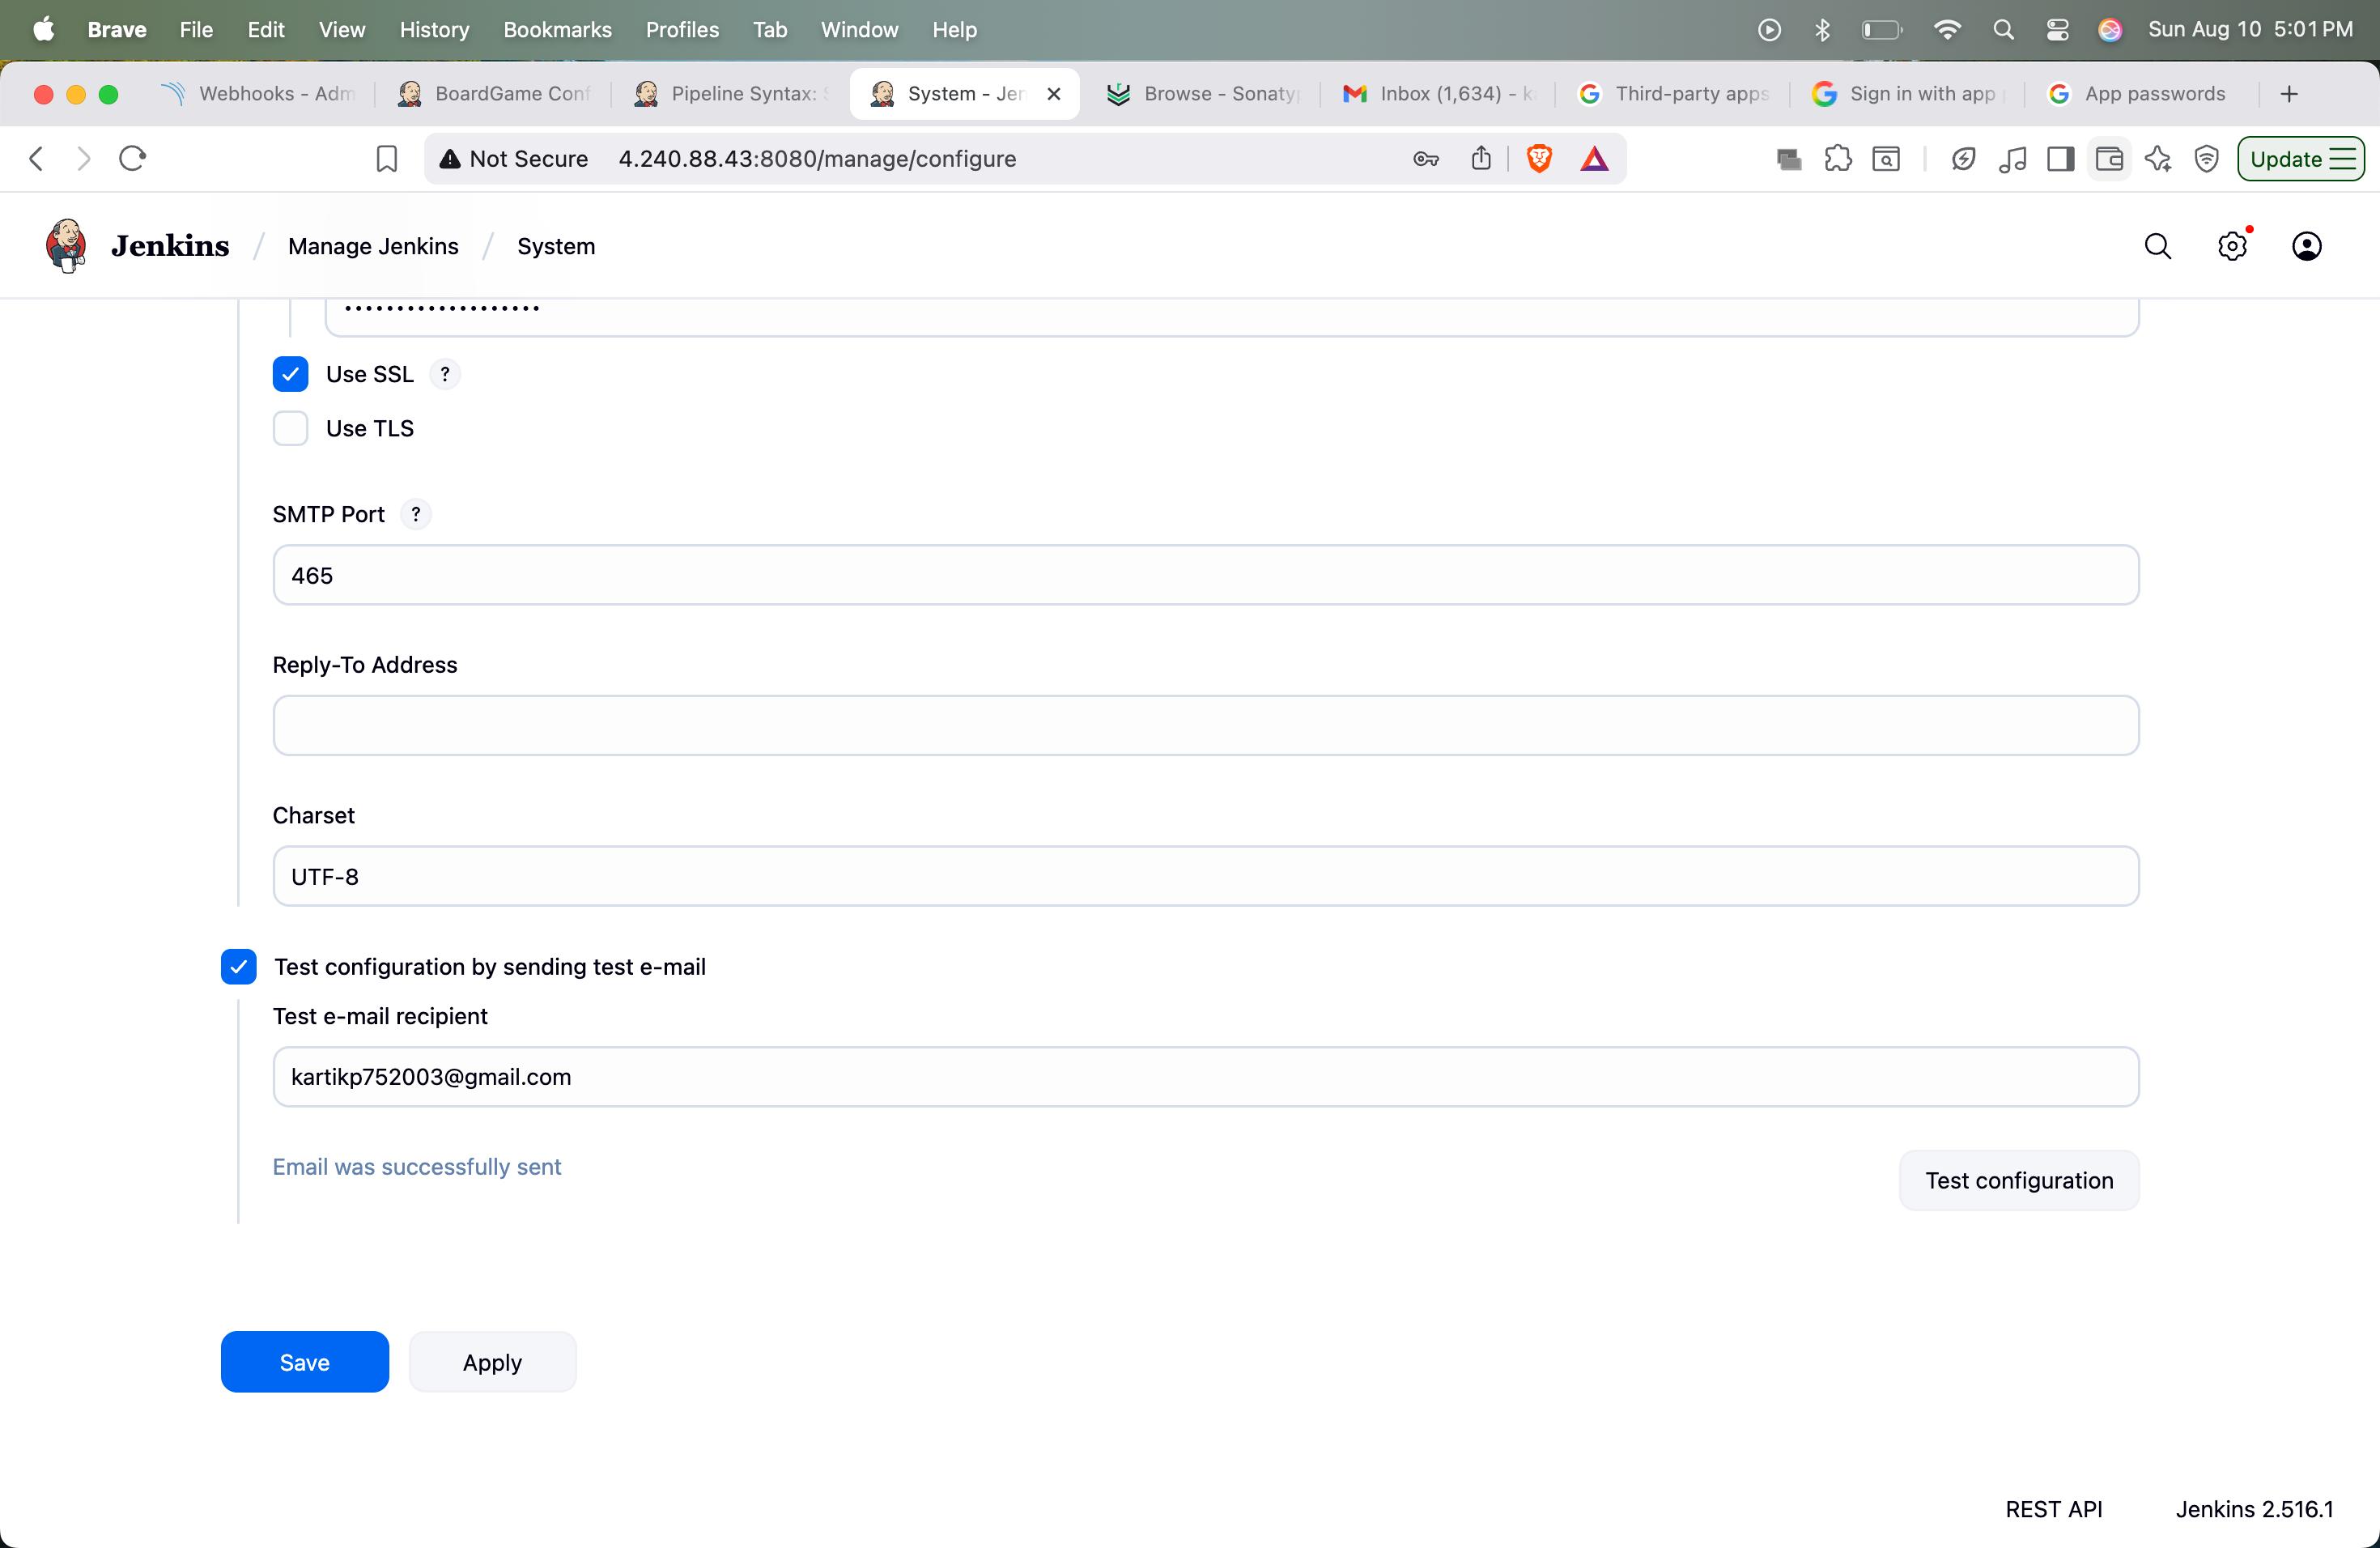 Brave File Edit View History Bookmarks Profiles Tab Window Help Sun Aug 10 5:01 PM
Webhooks - Adm BoardGame Conf Pipeline Syntax: System - Jen Browse - Sonaty Inbox (1,634) - k Third-party apps Sign in with app App passwords
Not Secure 4.240.88.43:8080/manage/configure Update
Jenkins / Manage Jenkins / System
•••••••••••••••••••
Use SSL ?
Use TLS
SMTP Port ?
465
Reply-To Address
Charset
UTF-8
Test configuration by sending test e-mail
Test e-mail recipient
kartikp752003@gmail.com
Email was successfully sent
Test configuration
Save Apply
REST API Jenkins 2.516.1